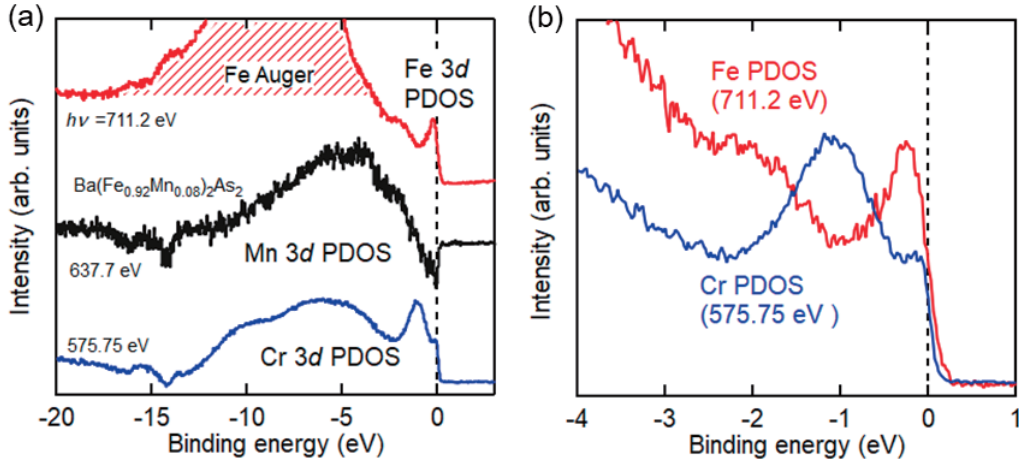 (a)
Intensity (arb. units)
Fe Auger
Fe 3d
PDOS
hν =711.2 eV
Ba(Fe0.92Mn0.08)2As2
Mn 3d PDOS
637.7 eV
575.75 eV
Cr 3d PDOS
-20 -15 -10 -5 0
Binding energy (eV)
(b)
Intensity (arb. units)
Fe PDOS
(711.2 eV)
Cr PDOS
(575.75 eV )
-4 -3 -2 -1 0 1
Binding energy (eV)